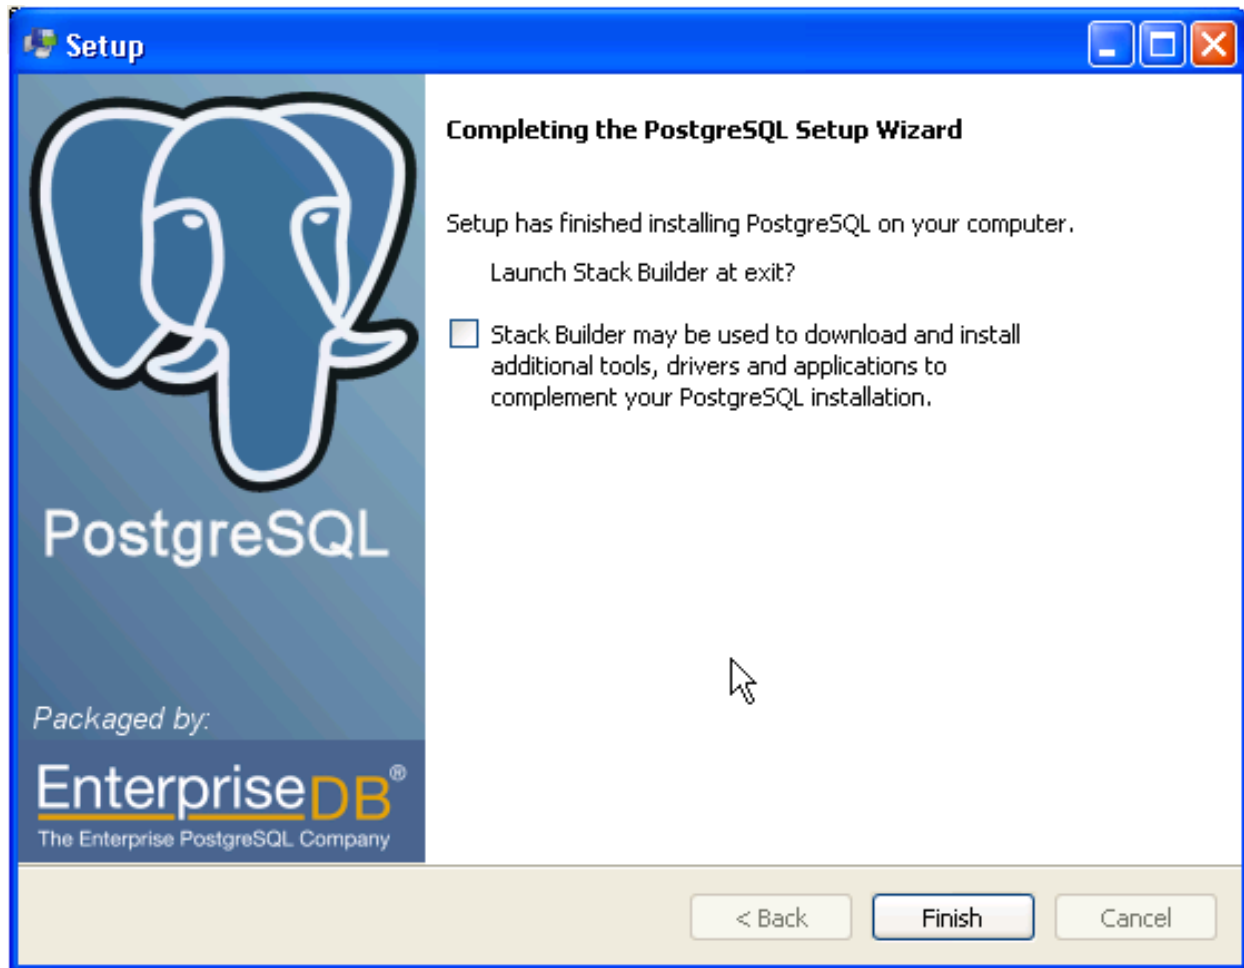 Setup
Completing the PostgreSQL Setup Wizard
Setup has finished installing PostgreSQL on your computer.
Launch Stack Builder at exit?
Stack Builder may be used to download and install
additional tools, drivers and applications to
complement your PostgreSQL installation.
PostgreSQL
Packaged by:
EnterpriseDB®
The Enterprise PostgreSQL Company
< Back
Finish
Cancel